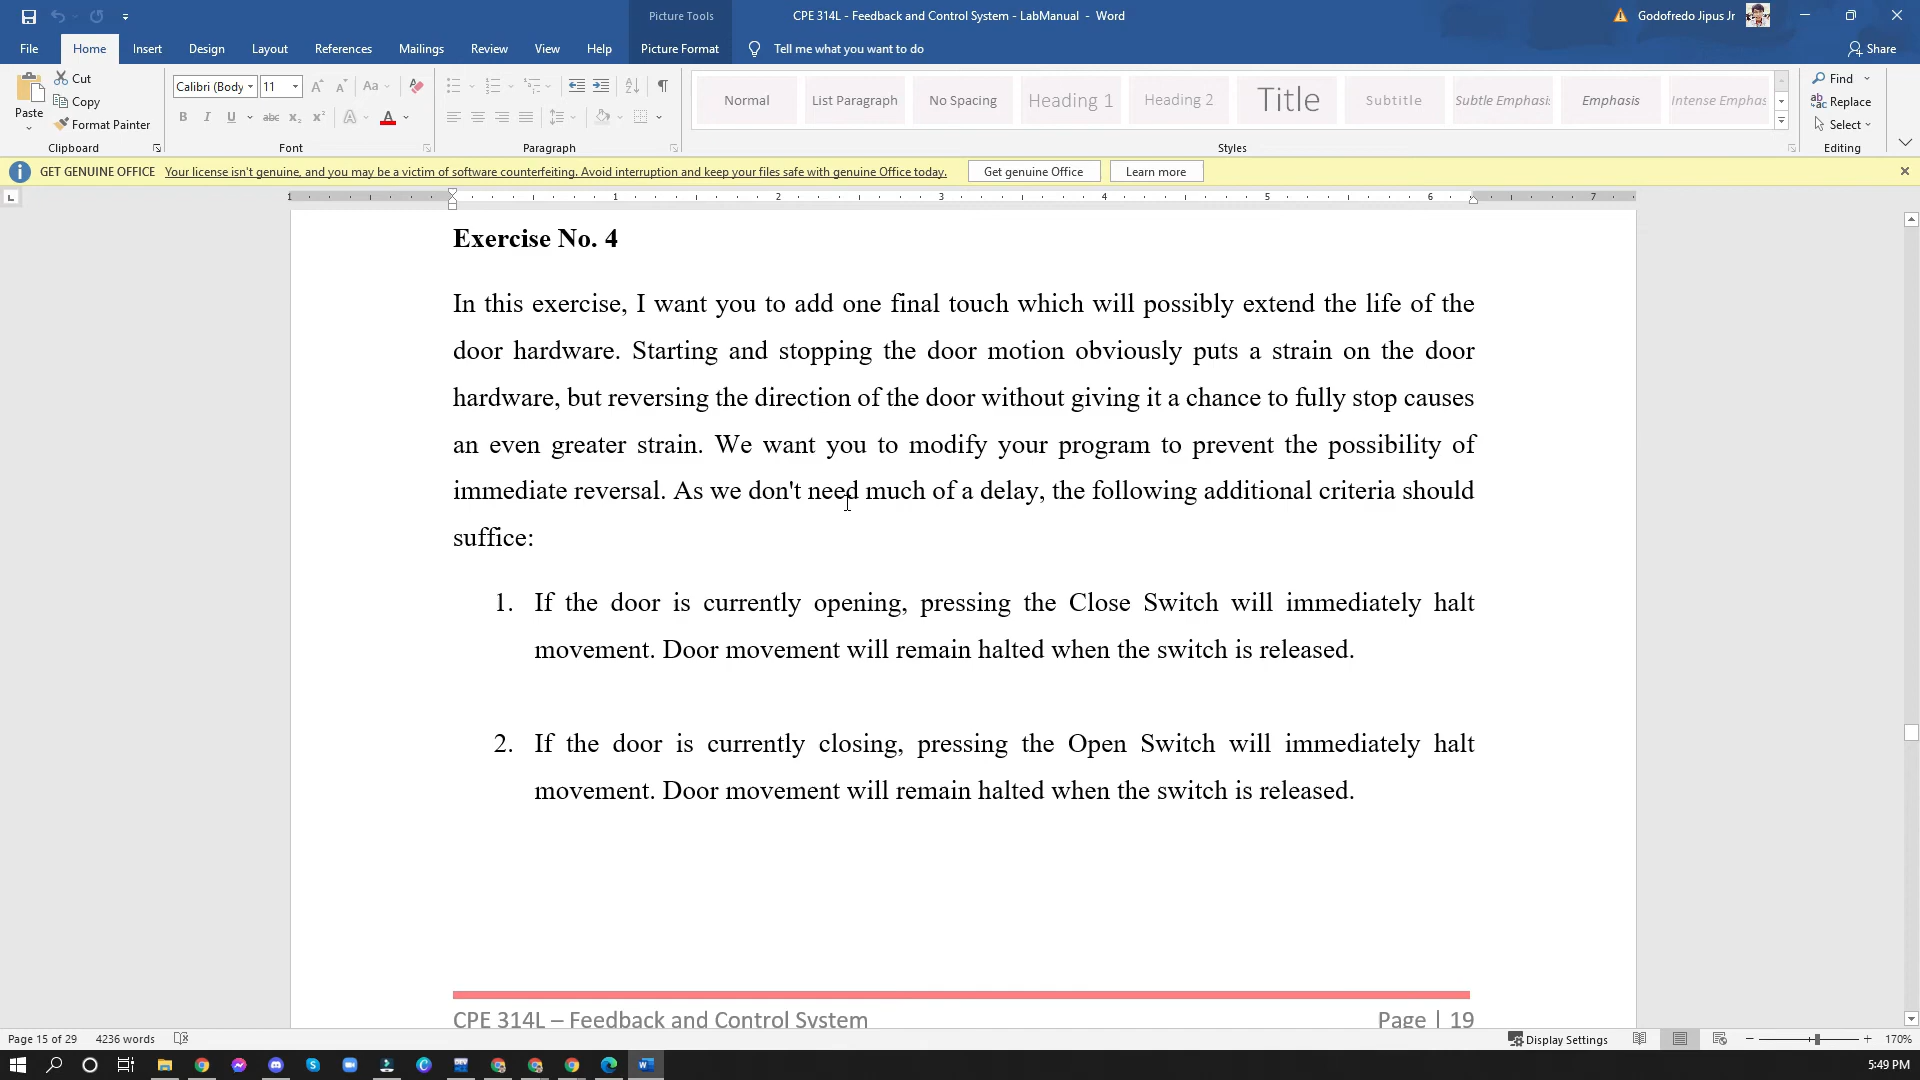 Picture Tools
CPE 314L - Feedback and Control System - LabManual - Word
Godofredo Jipus Jr
File Home Insert Design Layout References Mailings Review View Help Picture Format Tell me what you want to do Share
Paste
Cut
Copy
Format Painter
Calibri (Body 11 Aa
Normal List Paragraph No Spacing Heading 1 Heading 2 Title Subtitle Subtle Emphasis Emphasis Intense Emphas
Find
Replace
Select
Clipboard Font Paragraph Styles Editing
GET GENUINE OFFICE Your license isn't genuine, and you may be a victim of software counterfeiting. Avoid interruption and keep your files safe with genuine Office today. Get genuine Office Learn more
1 1 2 3 4 5 6 7
Exercise No. 4
In this exercise, I want you to add one final touch which will possibly extend the life of the
door hardware. Starting and stopping the door motion obviously puts a strain on the door
hardware, but reversing the direction of the door without giving it a chance to fully stop causes
an even greater strain. We want you to modify your program to prevent the possibility of
immediate reversal. As we don't need much of a delay, the following additional criteria should
suffice:
1. If the door is currently opening, pressing the Close Switch will immediately halt
movement. Door movement will remain halted when the switch is released.
2. If the door is currently closing, pressing the Open Switch will immediately halt
movement. Door movement will remain halted when the switch is released.
CPE 314L – Feedback and Control System Page | 19
Page 15 of 29 4236 words Display Settings 170%
5:49 PM